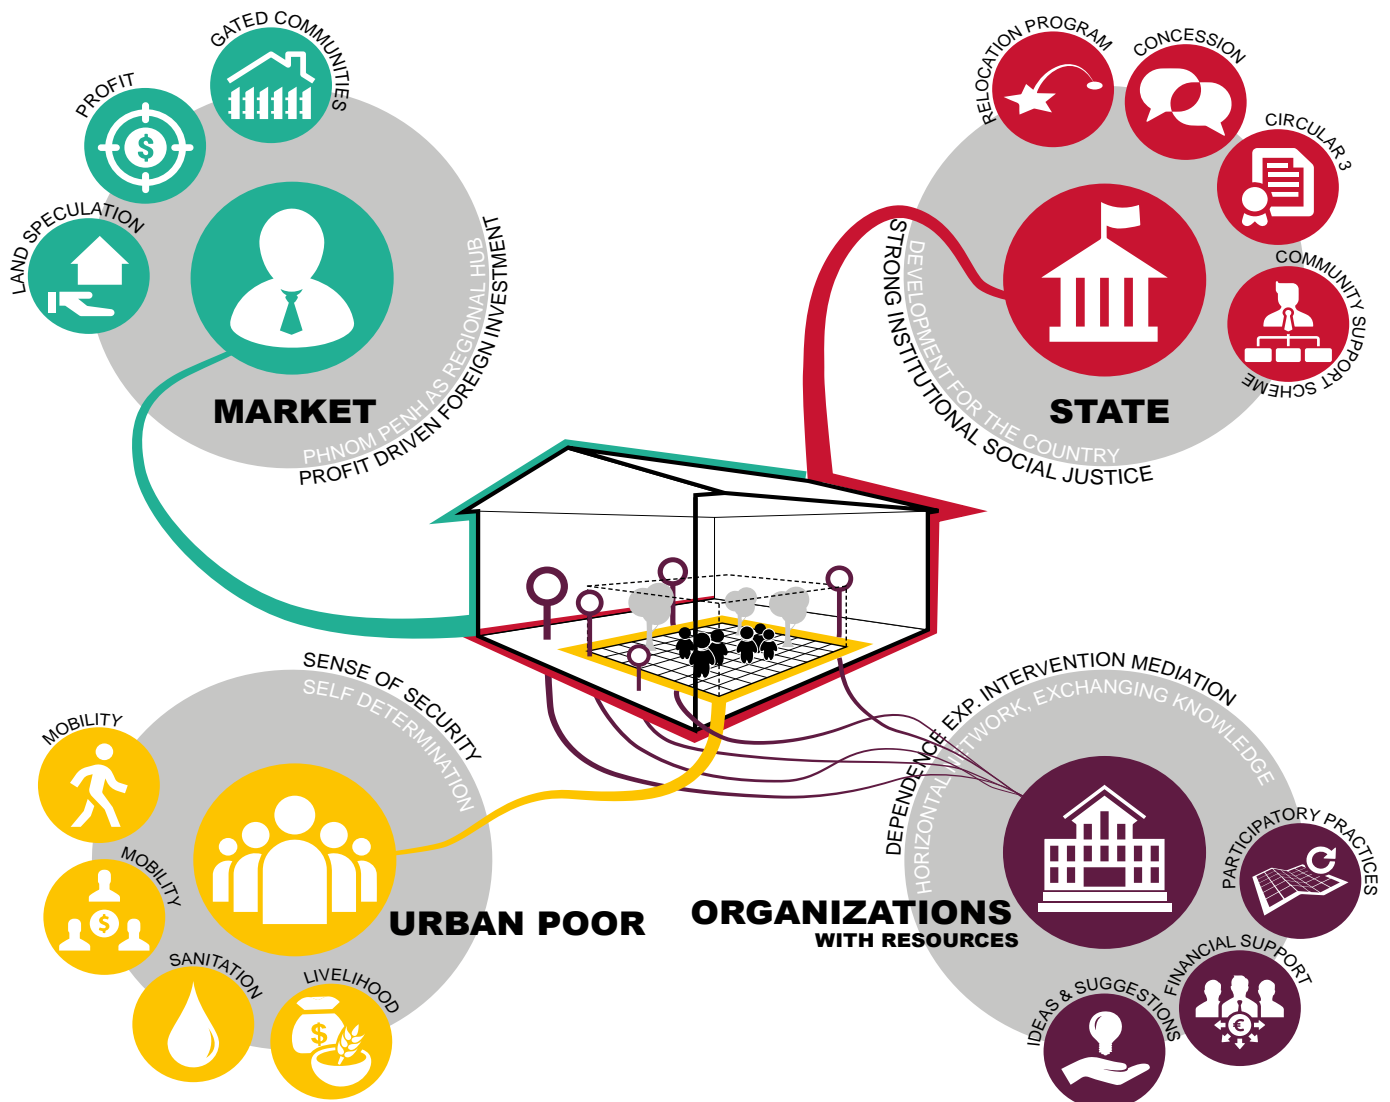 GATED COMMUNITIES
PROFIT
LAND SPECULATION
PHNOM PENH AS REGIONAL HUB
PROFIT DRIVEN FOREIGN INVESTMENT
MARKET
$
RELOCATION PROGRAM
CONCESSION
CIRCULAR 3
COMMUNITY SUPPORT SCHEME
DEVELOPMENT FOR THE COUNTRY
STRONG INSTITUTIONAL SOCIAL JUSTICE
STATE
SENSE OF SECURITY
SELF DETERMINATION
MOBILITY
MOBILITY
$
SANITATION
LIVELIHOOD
$
URBAN POOR
DEPENDENCE EXP. INTERVENTION MEDIATION
HORIZONTAL NETWORK, EXCHANGING KNOWLEDGE
ORGANIZATIONS
WITH RESOURCES
PARTICIPATORY PRACTICES
FINANCIAL SUPPORT
€
IDEAS & SUGGESTIONS